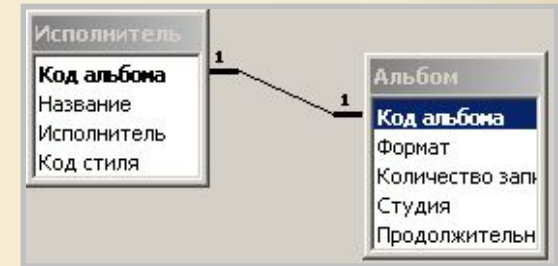 Исполнитель
Код альбома
Название
Исполнитель
Код стиля
1
1
Альбом
Код альбома
Формат
Количество запи
Студия
Продолжительн